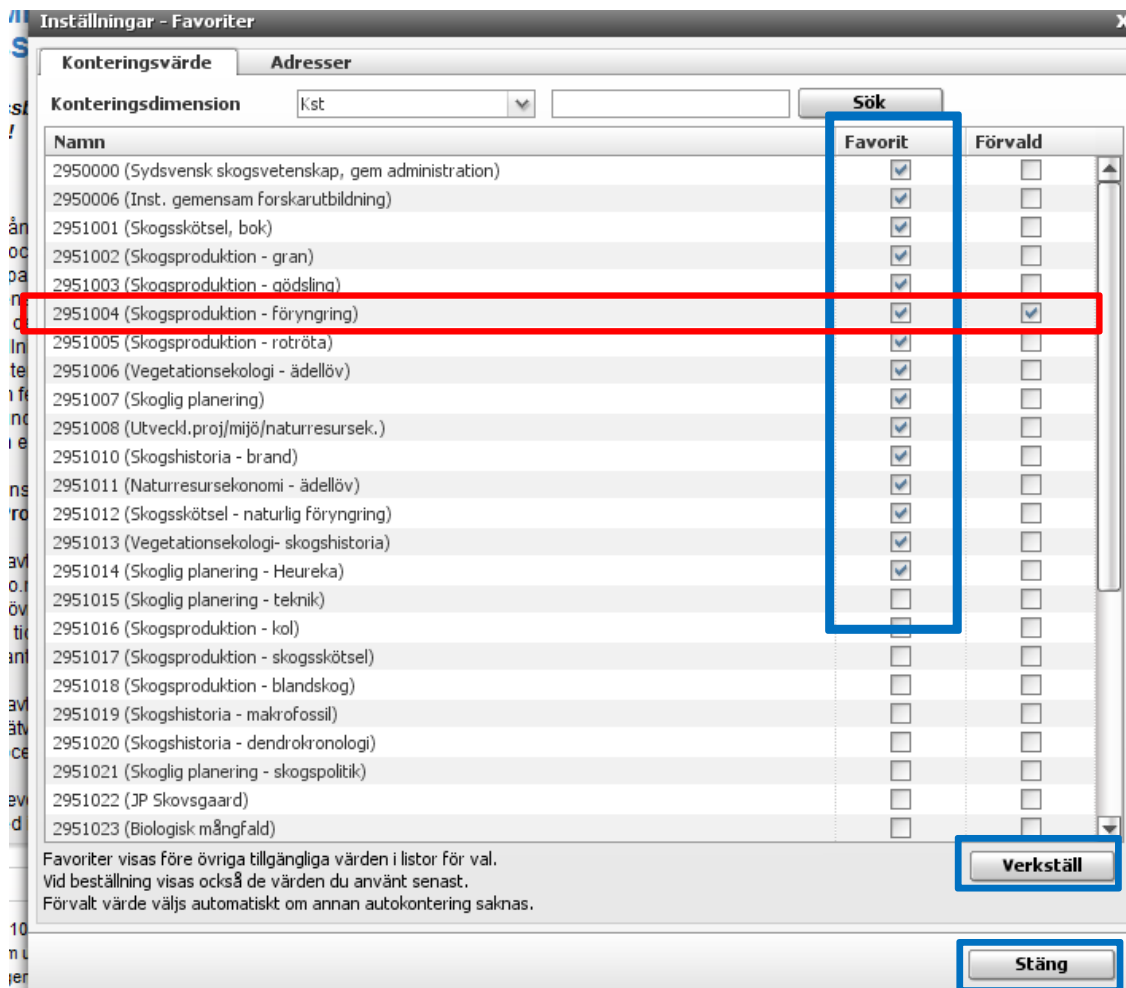 Inställningar - Favoriter
x
Konteringsvärde Adresser
Konteringsdimension Kst Sök
Namn Favorit Förvald
2950000 (Sydsvensk skogsvetenskap, gem administration)
2950006 (Inst. gemensam forskarutbildning)
2951001 (Skogsskötsel, bok)
2951002 (Skogsproduktion - gran)
2951003 (Skogsproduktion - gödsling)
2951004 (Skogsproduktion - föryngring)
2951005 (Skogsproduktion - rotröta)
2951006 (Vegetationsekologi - ädellöv)
2951007 (Skoglig planering)
2951008 (Utveckl.proj/mijö/naturresursek.)
2951010 (Skogshistoria - brand)
2951011 (Naturresursekonomi - ädellöv)
2951012 (Skogsskötsel - naturlig föryngring)
2951013 (Vegetationsekologi- skogshistoria)
2951014 (Skoglig planering - Heureka)
2951015 (Skoglig planering - teknik)
2951016 (Skogsproduktion - kol)
2951017 (Skogsproduktion - skogsskötsel)
2951018 (Skogsproduktion - blandskog)
2951019 (Skogshistoria - makrofossil)
2951020 (Skogshistoria - dendrokronologi)
2951021 (Skoglig planering - skogspolitik)
2951022 (JP Skovsgaard)
2951023 (Biologisk mångfald)
Favoriter visas före övriga tillgängliga värden i listor för val.
Vid beställning visas också de värden du använt senast.
Förvalt värde väljs automatiskt om annan autokontering saknas.
Verkställ
Stäng